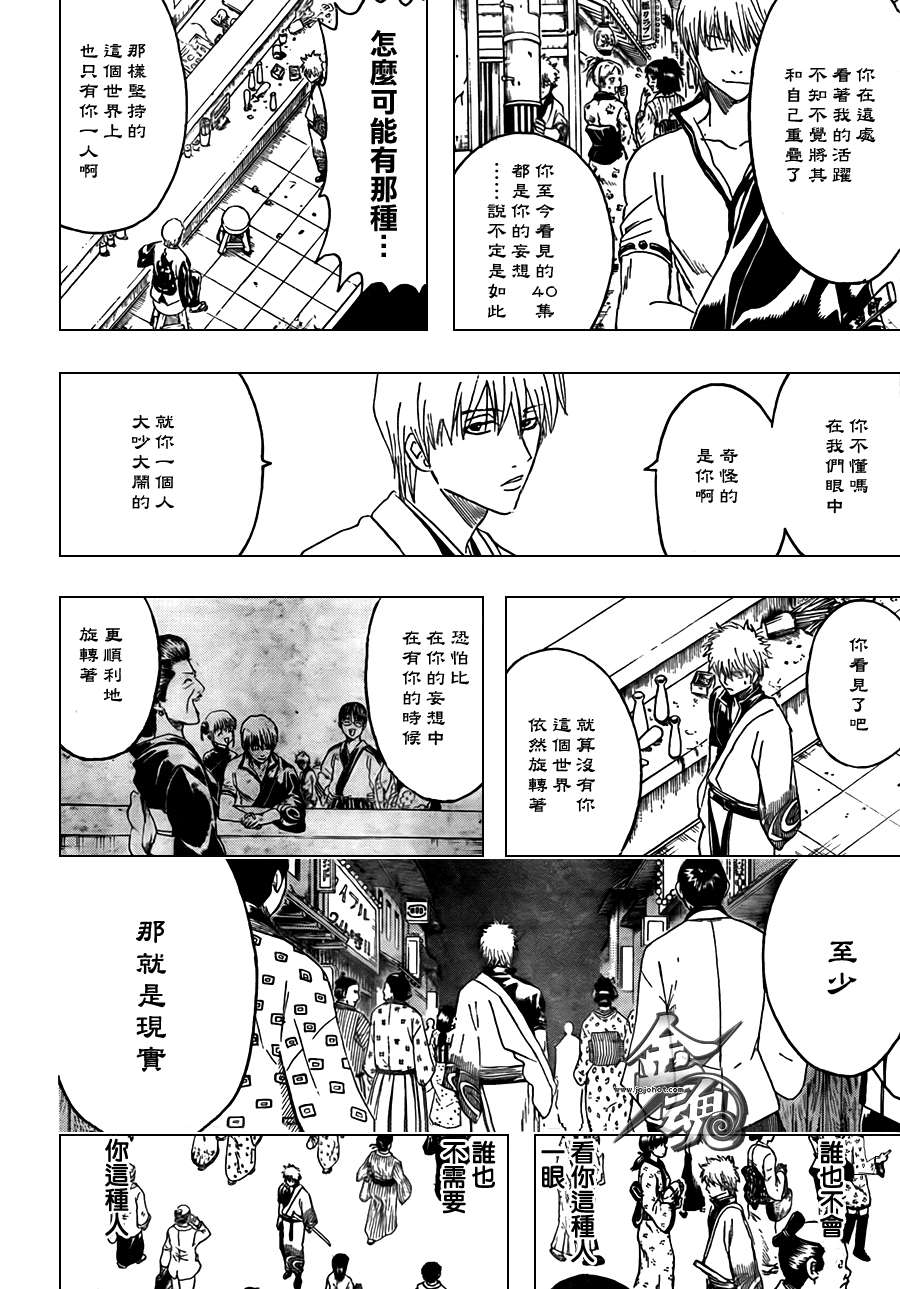 你在遠處
看著我的活躍
不知不覺將其
和自己重疊了
你至今看見的40集
都是你的妄想
……說不定是如此
怎麼可能有那種…
那樣堅持的
這個世界上
也只有你一人啊
你不懂嗎
在我們眼中
奇怪的
是你啊
就你一個人
大吵大鬧的
你看見了吧
就算沒有你
這個世界
依然旋轉著
恐怕比
在你的妄想中
在有你的時候
更順利地
旋轉著
至少
那就是現實
金魂
www.jojohot.com
誰也不會
看你這種人
一眼
誰也
不需要
你這種人